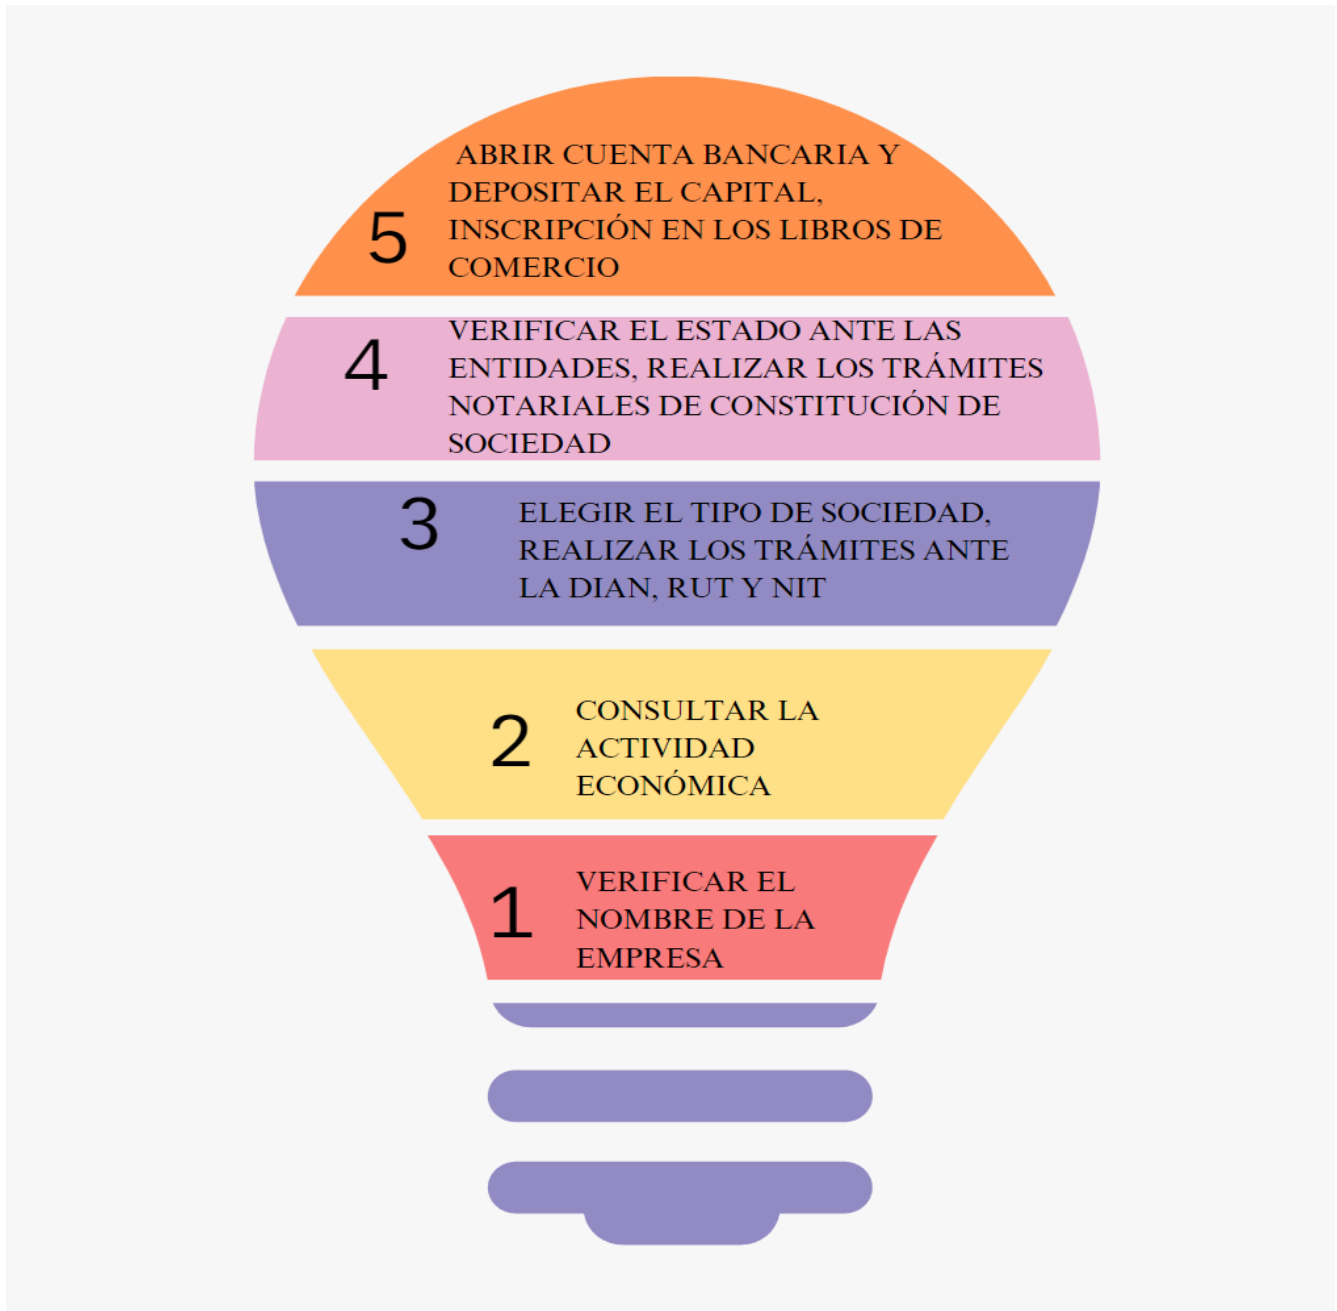 ABRIR CUENTA BANCARIA Y
DEPOSITAR EL CAPITAL,
5 INSCRIPCIÓN EN LOS LIBROS DE
COMERCIO
VERIFICAR EL ESTADO ANTE LAS
4 ENTIDADES, REALIZAR LOS TRÁMITES
NOTARIALES DE CONSTITUCIÓN DE
SOCIEDAD
3 ELEGIR EL TIPO DE SOCIEDAD,
REALIZAR LOS TRÁMITES ANTE
LA DIAN, RUT Y NIT
CONSULTAR LA
2 ACTIVIDAD
ECONÓMICA
VERIFICAR EL
1 NOMBRE DE LA
EMPRESA